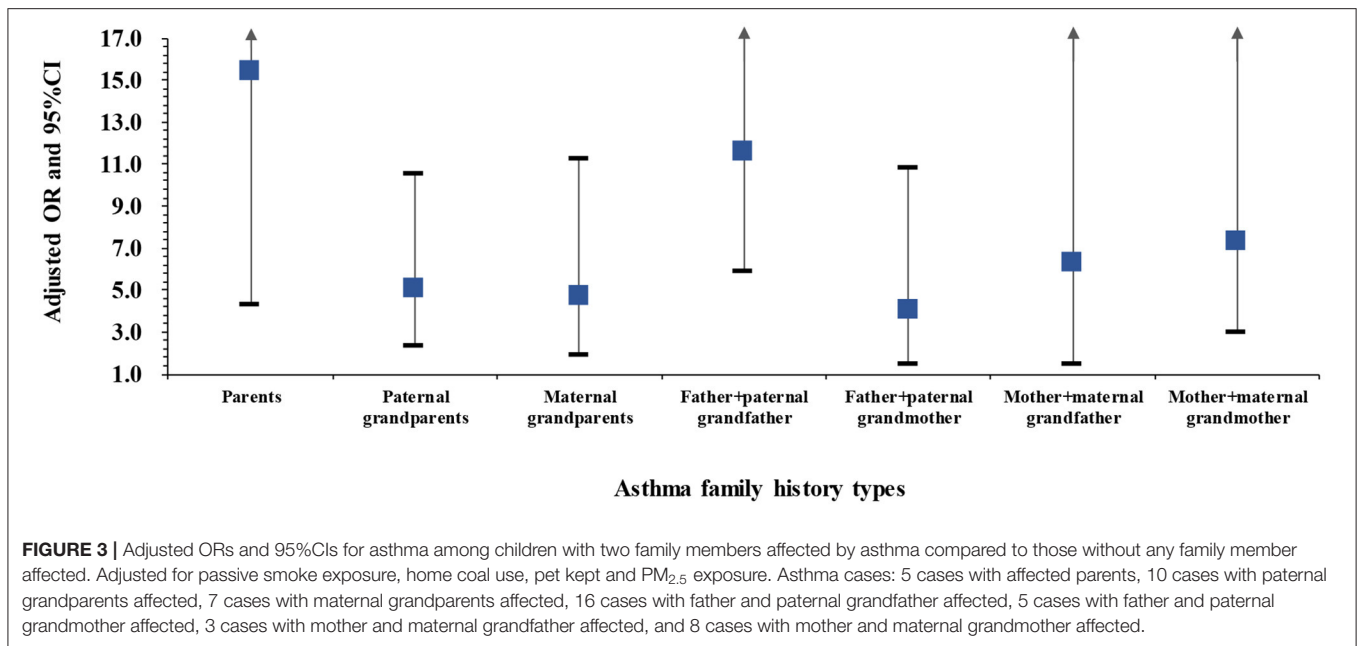 17.0
15.0
13.0
11.0
9.0
7.0
5.0
3.0
1.0
Adjusted OR and 95%CI
Parents
Paternal
grandparents
Maternal
grandparents
Father+paternal
grandfather
Father+paternal
grandmother
Mother+maternal
grandfather
Mother+maternal
grandmother
Asthma family history types
FIGURE 3 | Adjusted ORs and 95%CIs for asthma among children with two family members affected by asthma compared to those without any family member
affected. Adjusted for passive smoke exposure, home coal use, pet kept and PM2.5 exposure. Asthma cases: 5 cases with affected parents, 10 cases with paternal
grandparents affected, 7 cases with maternal grandparents affected, 16 cases with father and paternal grandfather affected, 5 cases with father and paternal
grandmother affected, 3 cases with mother and maternal grandfather affected, and 8 cases with mother and maternal grandmother affected.